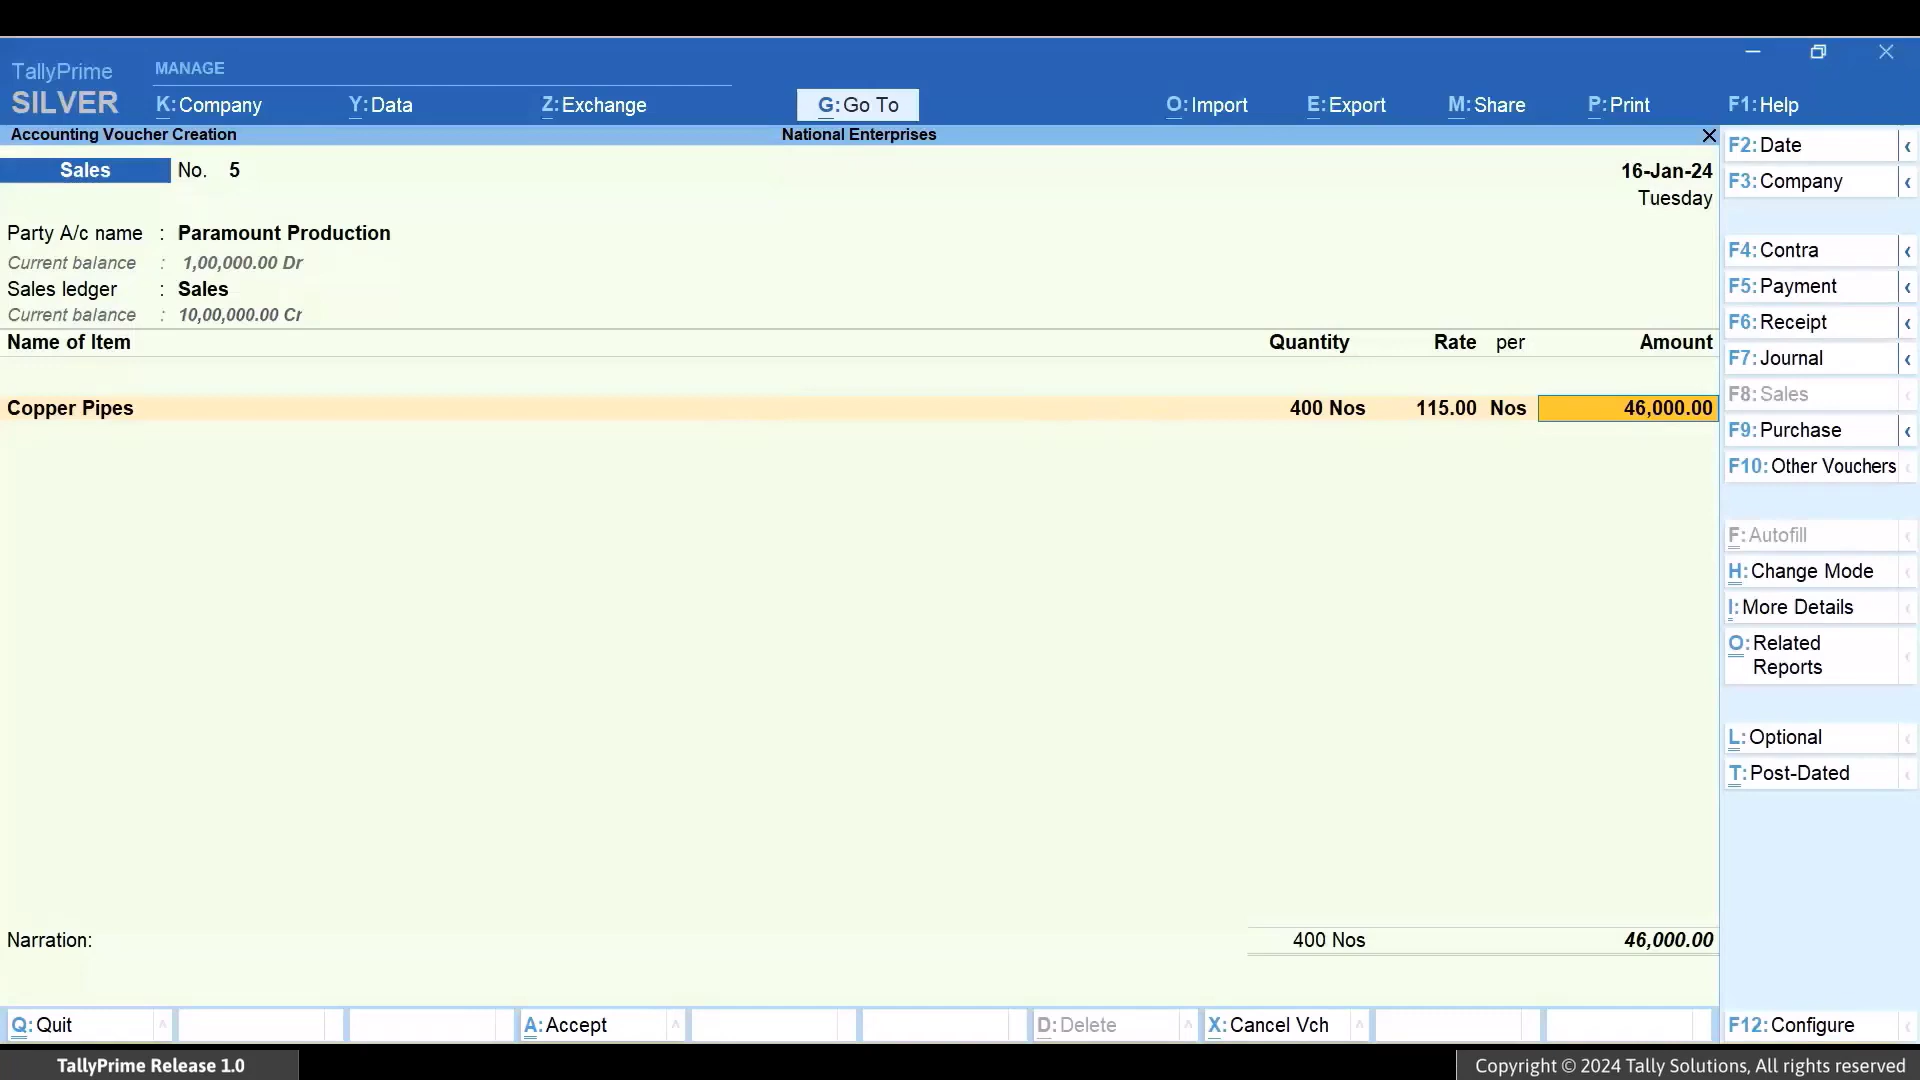 TallyPrime
SILVER
MANAGE
K:Company Y:Data Z:Exchange G:Go To O:Import E:Export M:Share P:Print F1:Help
Accounting Voucher Creation National Enterprises
Sales No. 5 16-Jan-24
Tuesday
Party A/c name : Paramount Production
Current balance : 1,00,000.00 Dr
Sales ledger : Sales
Current balance : 10,00,000.00 Cr
Name of Item Quantity Rate per Amount
Copper Pipes 400 Nos 115.00 Nos 46,000.00
Narration: 400 Nos 46,000.00
F2:Date
F3:Company
F4:Contra
F5:Payment
F6:Receipt
F7:Journal
F8:Sales
F9:Purchase
F10:Other Vouchers
F:Autofill
H:Change Mode
I:More Details
O:Related
Reports
L:Optional
T:Post-Dated
Q:Quit A:Accept D:Delete X:Cancel Vch F12:Configure
TallyPrime Release 1.0 Copyright © 2024 Tally Solutions, All rights reserved